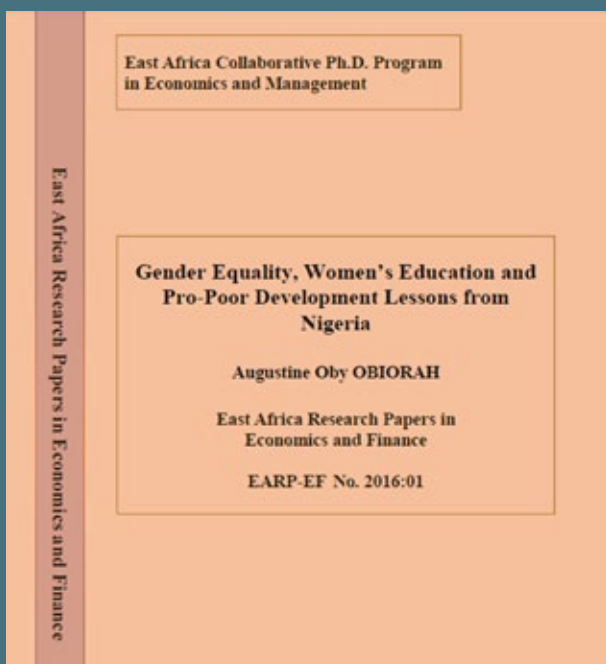 East Africa Collaborative Ph.D. Program
in Economics and Management
East Africa Research Papers in Economics and Finance
Gender Equality, Women's Education and
Pro-Poor Development Lessons from
Nigeria
Augustine Oby OBIORAH
East Africa Research Papers in
Economics and Finance
EARP-EF No. 2016:01